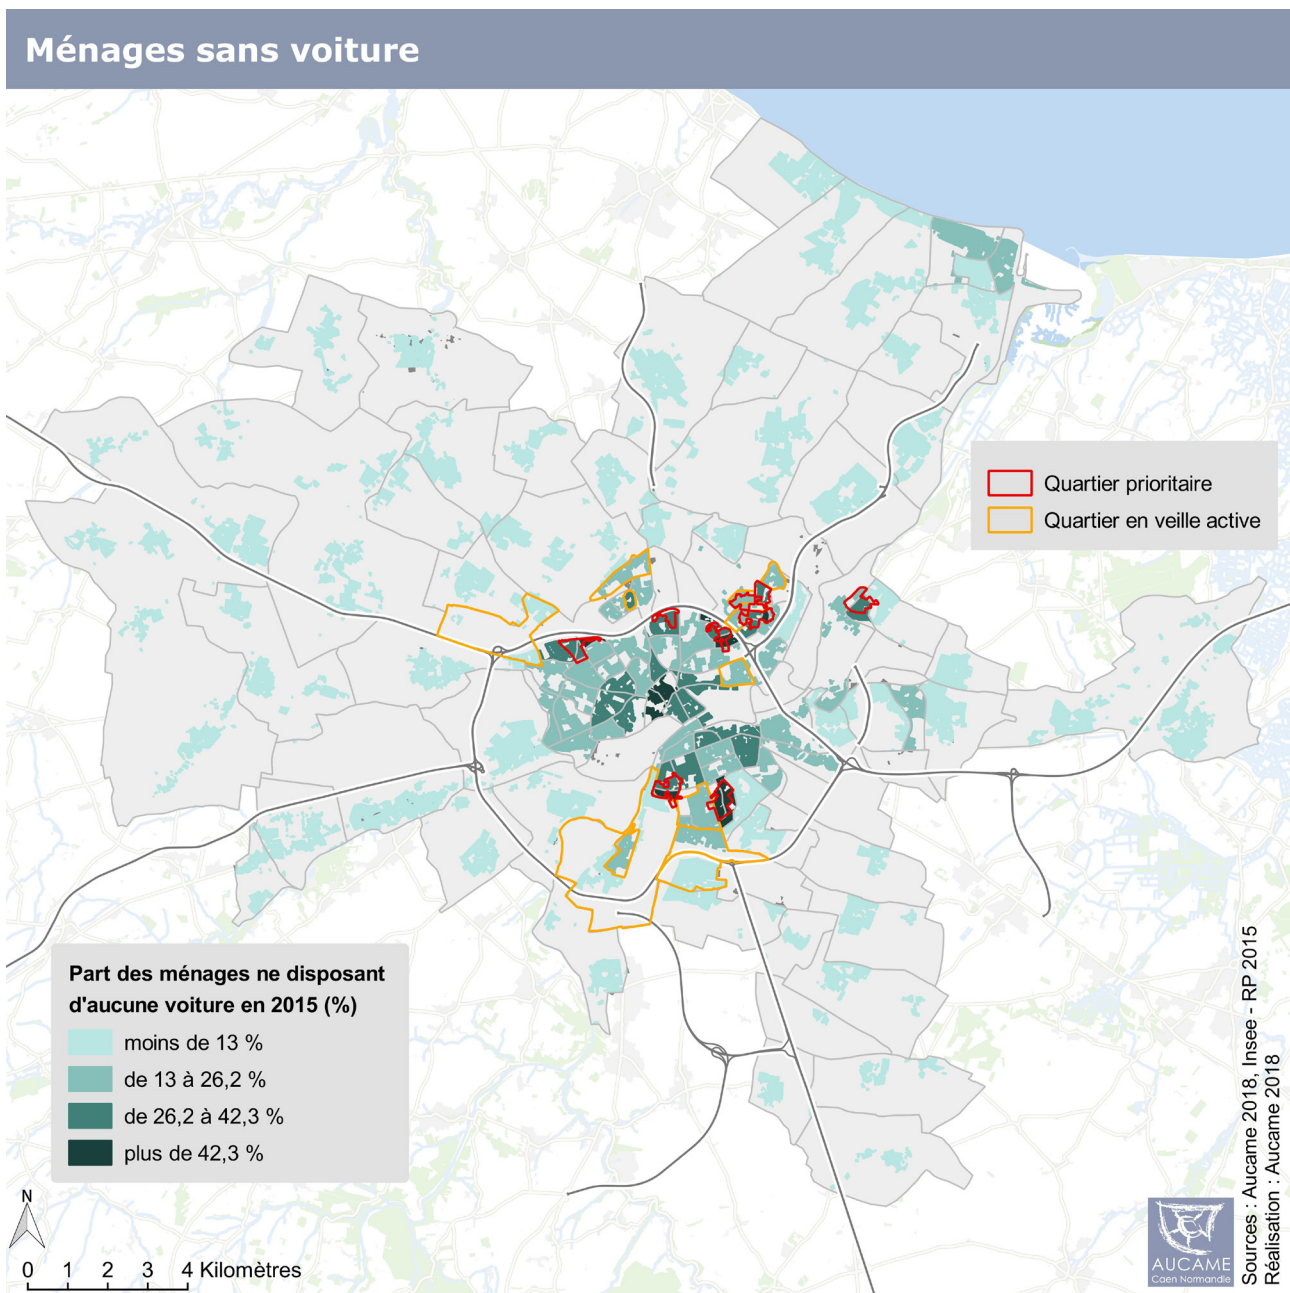 Ménages sans voiture
Quartier prioritaire
Quartier en veille active
Part des ménages ne disposant
d'aucune voiture en 2015 (%)
moins de 13 %
de 13 à 26,2 %
de 26,2 à 42,3 %
plus de 42,3 %
N
0 1 2 3 4 Kilomètres
AUCAME
Caen Normandie
Sources : Aucame 2018, Insee - RP 2015
Réalisation : Aucame 2018